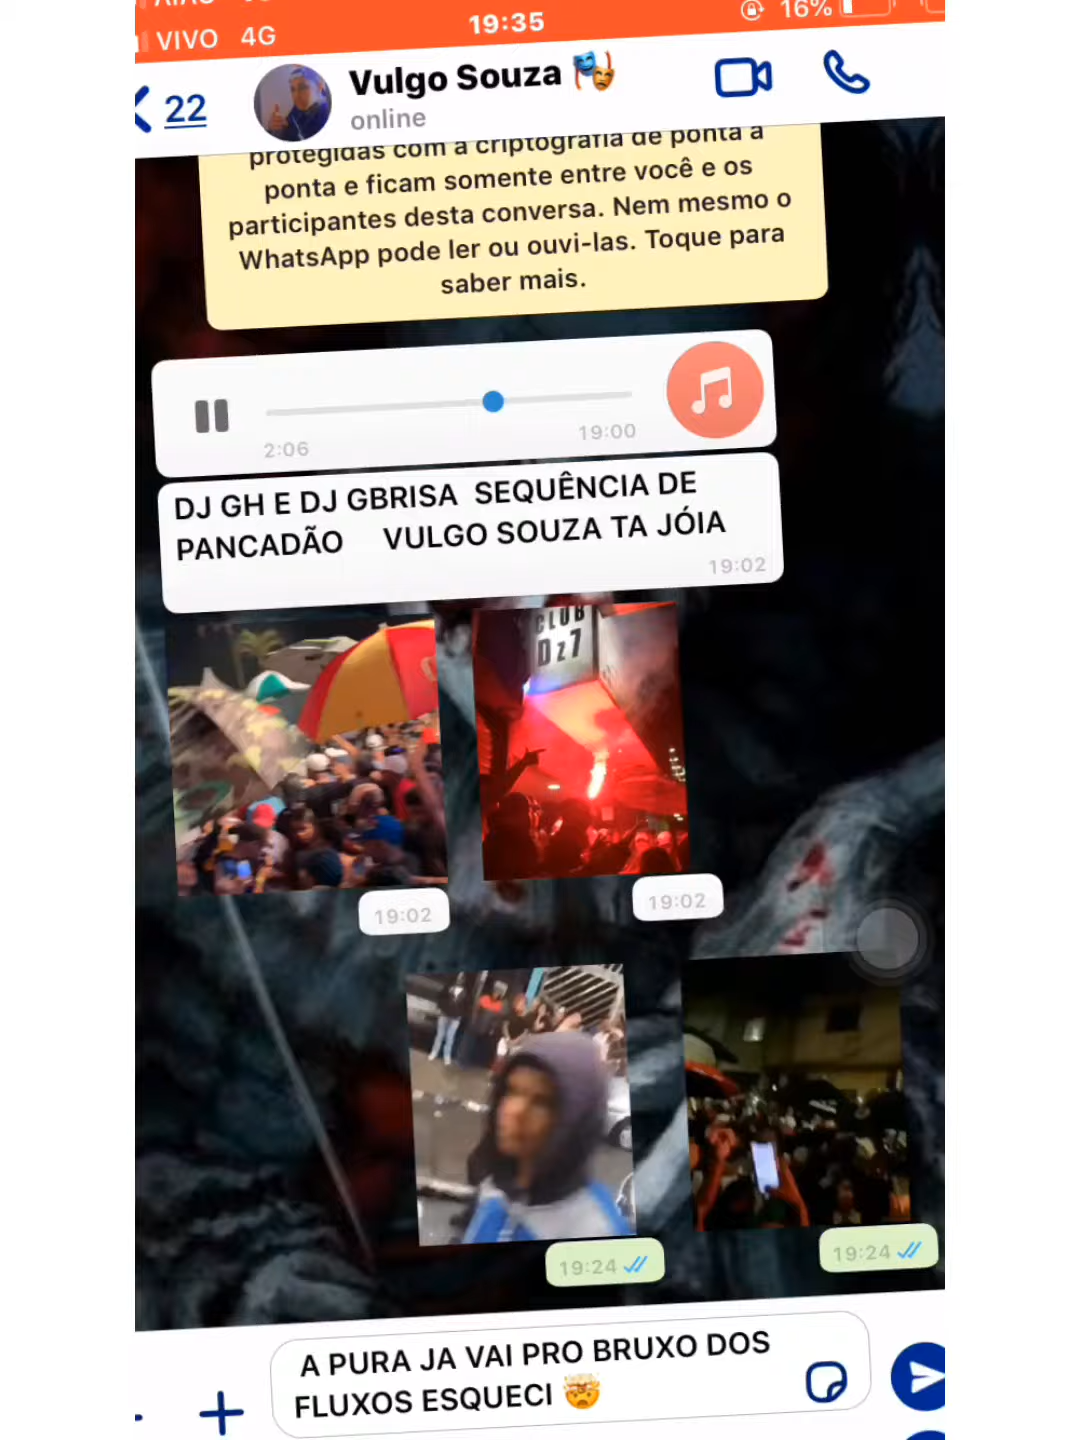 19:35
16%
VIVO 4G
22
Vulgo Souza 🎭
online
protegidas com a criptografia de ponta a
ponta e ficam somente entre você e os
participantes desta conversa. Nem mesmo o
WhatsApp pode ler ou ouvi-las. Toque para
saber mais.
2:06
19:00
DJ GH E DJ GBRISA SEQUÊNCIA DE
PANCADÃO VULGO SOUZA TA JÓIA
19:02
CLUB
Dz7
19:02
19:02
19:24
19:24
A PURA JA VAI PRO BRUXO DOS
FLUXOS ESQUECI 🤯